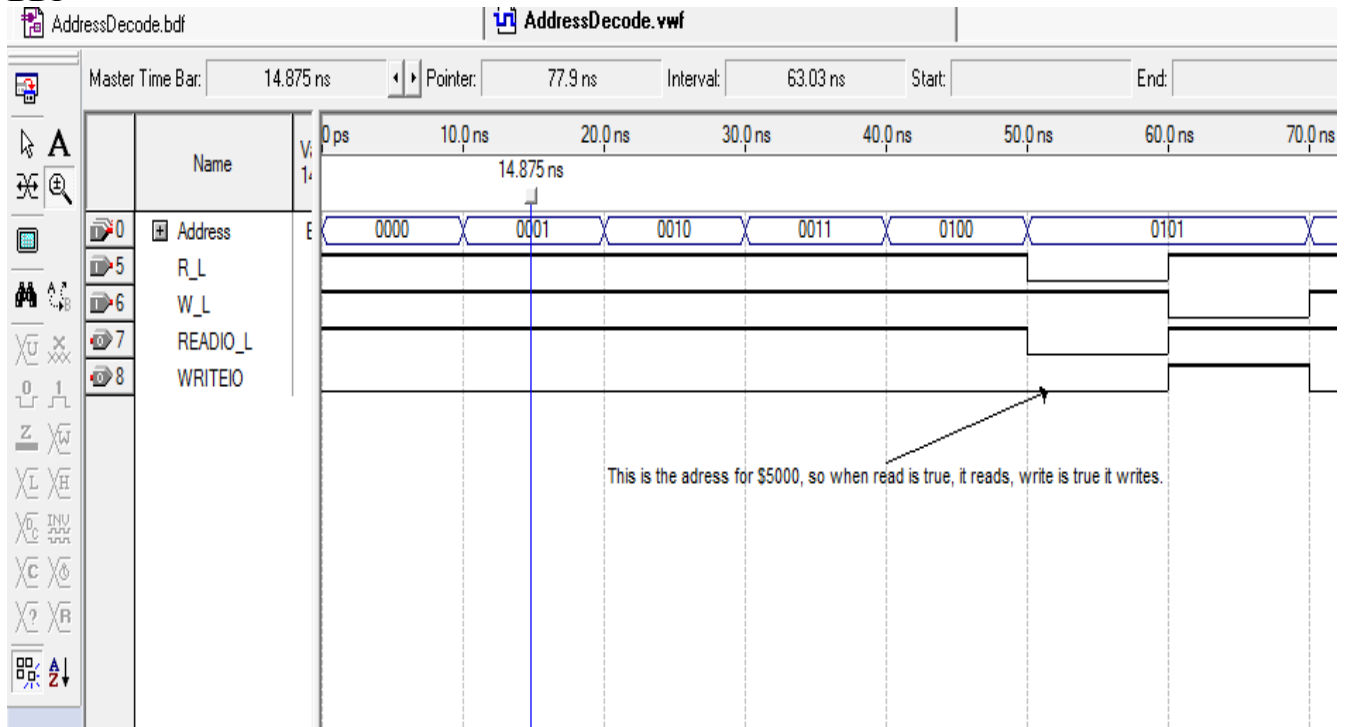 AddressDecode.bdf
AddressDecode.vwf
Master Time Bar: 14.875 ns Pointer: 77.9 ns Interval: 63.03 ns Start: End:
0 ps 10.0 ns 20.0 ns 30.0 ns 40.0 ns 50.0 ns 60.0 ns 70.0 ns
Name
14.875 ns
0 Address 0000 0001 0010 0011 0100 0101
5 R_L
6 W_L
7 READIO_L
8 WRITEIO
This is the adress for $5000, so when read is true, it reads, write is true it writes.